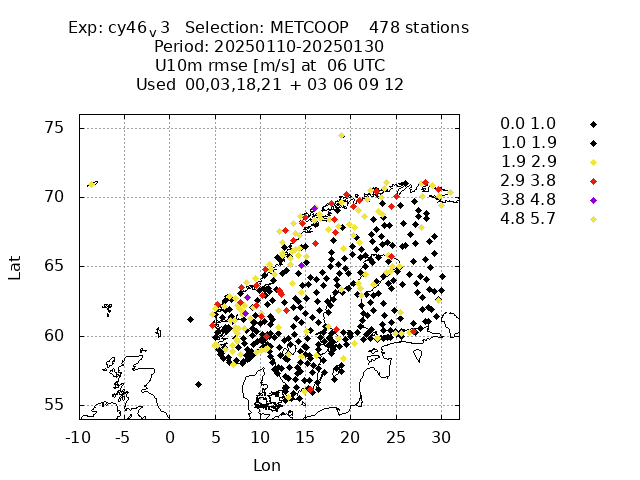 Exp: cy46v3 Selection: METCOOP 478 stations
Period: 20250110-20250130
U10m rmse [m/s] at 06 UTC
Used 00,03,18,21 + 03 06 09 12
0.0 1.0
1.0 1.9
1.9 2.9
2.9 3.8
3.8 4.8
4.8 5.7
75
70
65
60
55
Lat
-10 -5 0 5 10 15 20 25 30
Lon